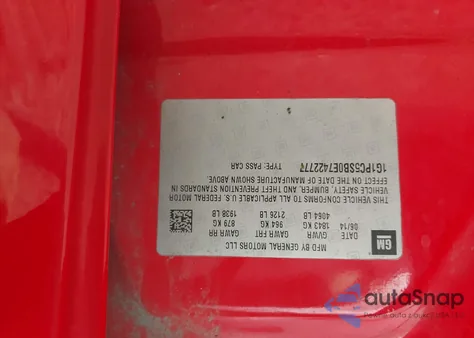 GM
MFD BY GENERAL MOTORS LLC
DATE GVWR GAWR FRT GAWR RR
06/14 1843 KG 964 KG 879 KG
4064 LB 2126 LB 1938 LB
THIS VEHICLE CONFORMS TO ALL APPLICABLE U.S. FEDERAL MOTOR
VEHICLE SAFETY, BUMPER, AND THEFT PREVENTION STANDARDS IN
EFFECT ON THE DATE OF MANUFACTURE SHOWN ABOVE.
1G1PC5SB0E7422777 TYPE: PASS CAR
autaSnap